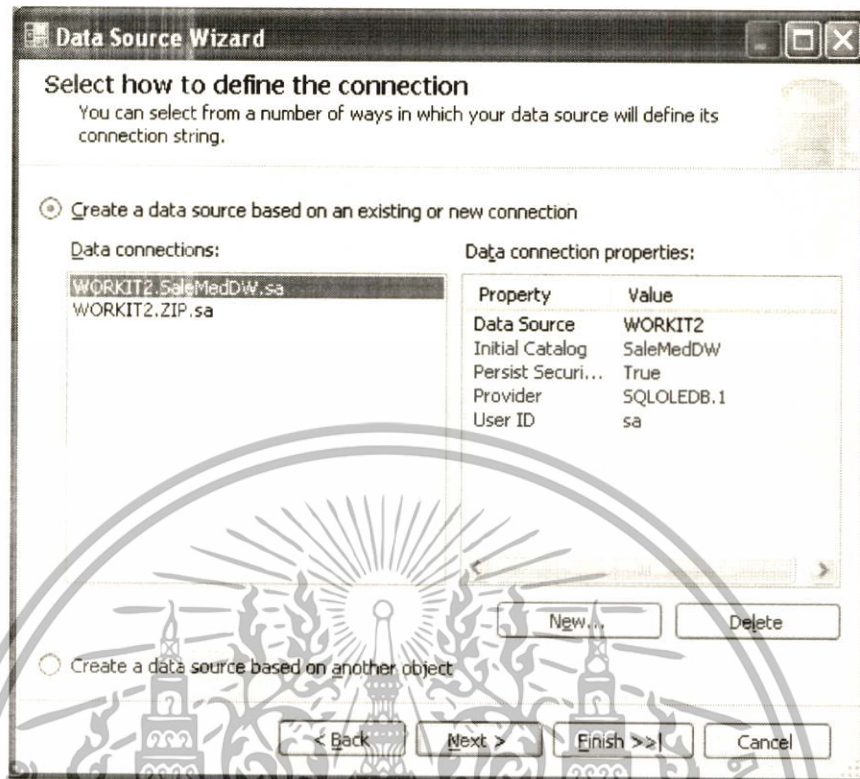 Data Source Wizard
Select how to define the connection
You can select from a number of ways in which your data source will define its
connection string.
Create a data source based on an existing or new connection
Data connections:
WORKIT2.SaleMedDW.sa
WORKIT2.ZIP.sa
Data connection properties:
Property Value
Data Source WORKIT2
Initial Catalog SaleMedDW
Persist Securi... True
Provider SQLOLEDB.1
User ID sa
New...
Delete
Create a data source based on another object
< Back
Next >
Finish >>|
Cancel